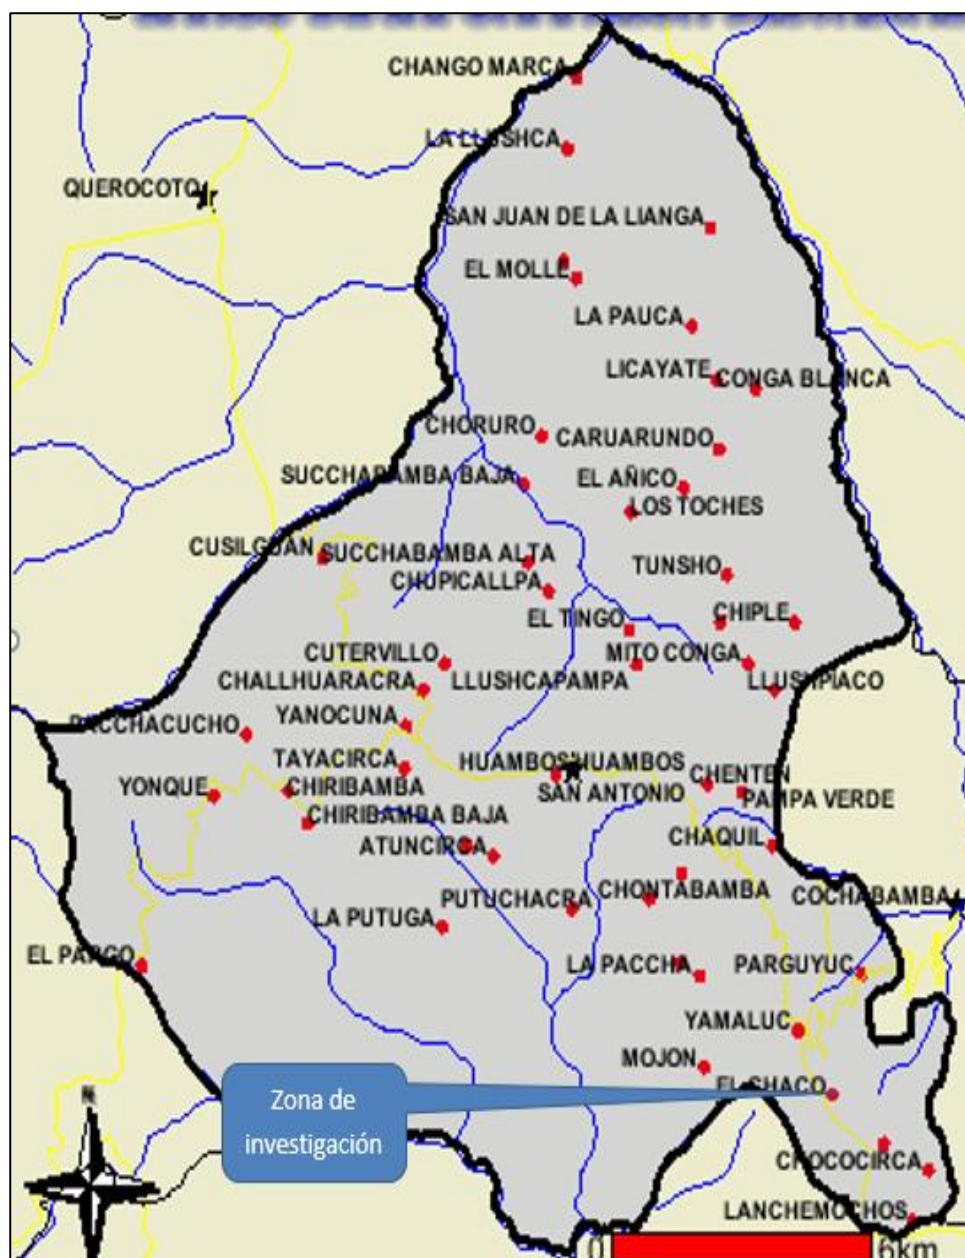 CHANGO MARCA
LA LLUSHCA
QUEROCOTO
SAN JUAN DE LA LIANGA
EL MOLLE
LA PAUCA
LICAYATE
CONGA BLANCA
CHORURO
CARUARUNDO
SUCCHABAMBA BAJA
EL AÑICO
LOS TOCHES
CUSILGUAN
SUCCHABAMBA ALTA
TUNSHO
CHUPICALLPA
EL TINGO
CHIPLE
CUTERVILLO
MITO CONGA
CHALLHUARACRA
LLUSHCAPAMPA
LLUSHPIACO
PACCHACUCHO
YANOCUNA
TAYACIRCA
HUAMBOS
HUAMBOS
YONQUE
CHIRIBAMBA
SAN ANTONIO
CHENTEN
PAMPA VERDE
CHIRIBAMBA BAJA
ATUNCIRCA
CHAQUIL
PUTUCHACRA
CHONTABAMBA
COCHABAMBA
LA PUTUGA
EL PARGO
LA PACCHA
PARGUYUC
YAMALUC
MOJON
EL SHACO
Zona de
investigación
N
CHOCOCIRCA
LANCHEMOCHOS
0 6km